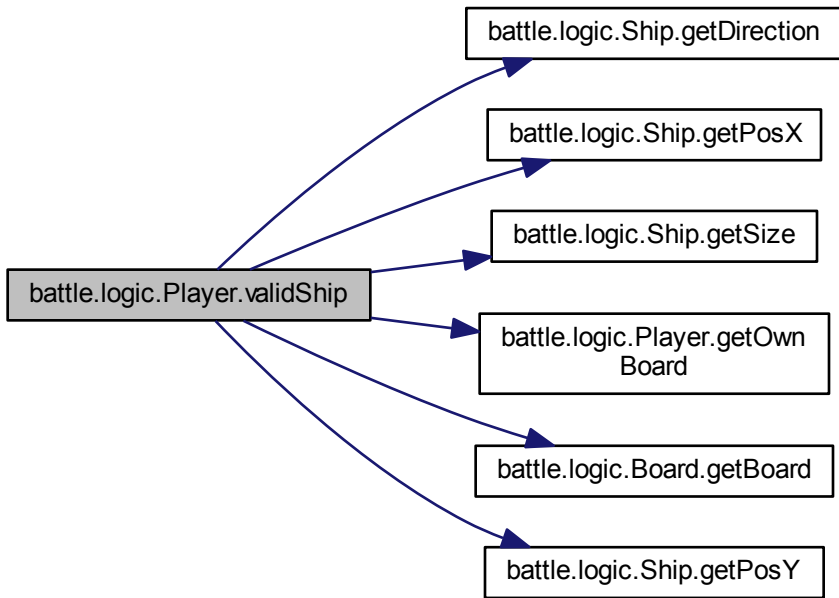 battle.logic.Ship.getDirection
battle.logic.Ship.getPosX
battle.logic.Ship.getSize
battle.logic.Player.validShip
battle.logic.Player.getOwn
Board
battle.logic.Board.getBoard
battle.logic.Ship.getPosY